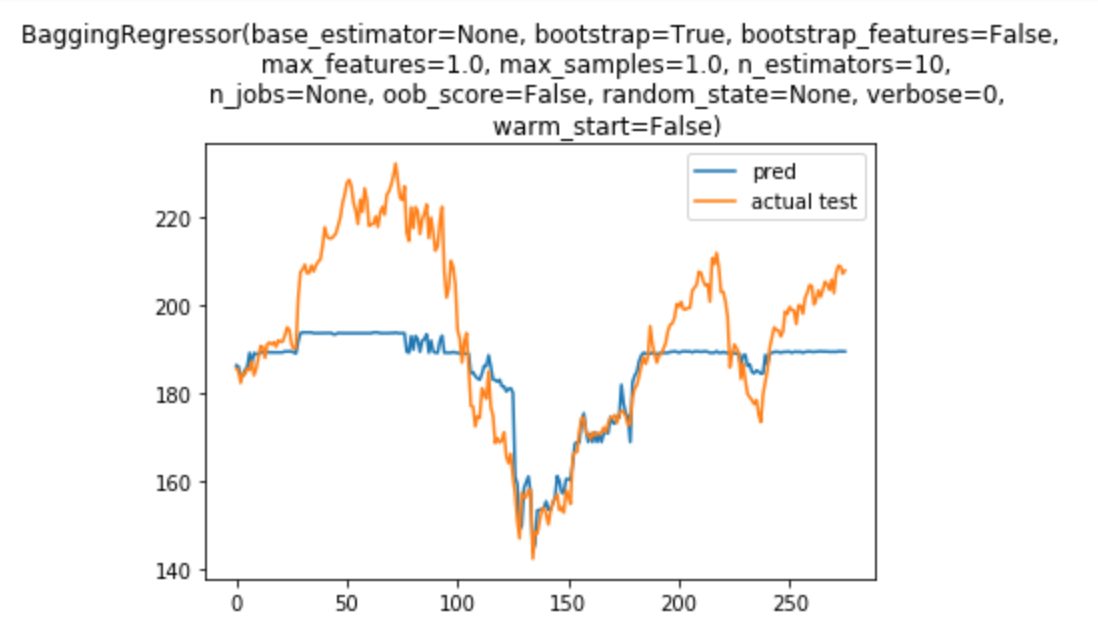 BaggingRegressor(base_estimator=None, bootstrap=True, bootstrap_features=False,
max_features=1.0, max_samples=1.0, n_estimators=10,
n_jobs=None, oob_score=False, random_state=None, verbose=0,
warm_start=False)
pred
actual test
220
200
180
160
140
0 50 100 150 200 250